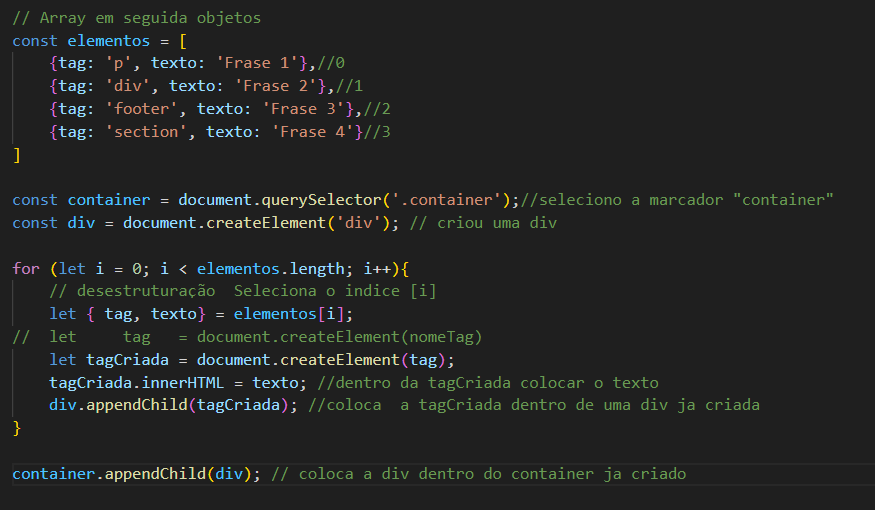 // Array em seguida objetos
const elementos = [
    {tag: 'p', texto: 'Frase 1'},//0
    {tag: 'div', texto: 'Frase 2'},//1
    {tag: 'footer', texto: 'Frase 3'},//2
    {tag: 'section', texto: 'Frase 4'}//3
]
const container = document.querySelector('.container');//seleciono a marcador "container"
const div = document.createElement('div'); // criou uma div
for (let i = 0; i < elementos.length; i++){
    // desestruturação  Seleciona o indice [i]
    let { tag, texto} = elementos[i];
//  let     tag   = document.createElement(nomeTag)
    let tagCriada = document.createElement(tag);
    tagCriada.innerHTML = texto; //dentro da tagCriada colocar o texto
    div.appendChild(tagCriada); //coloca  a tagCriada dentro de uma div ja criada
}
container.appendChild(div); // coloca a div dentro do container ja criado